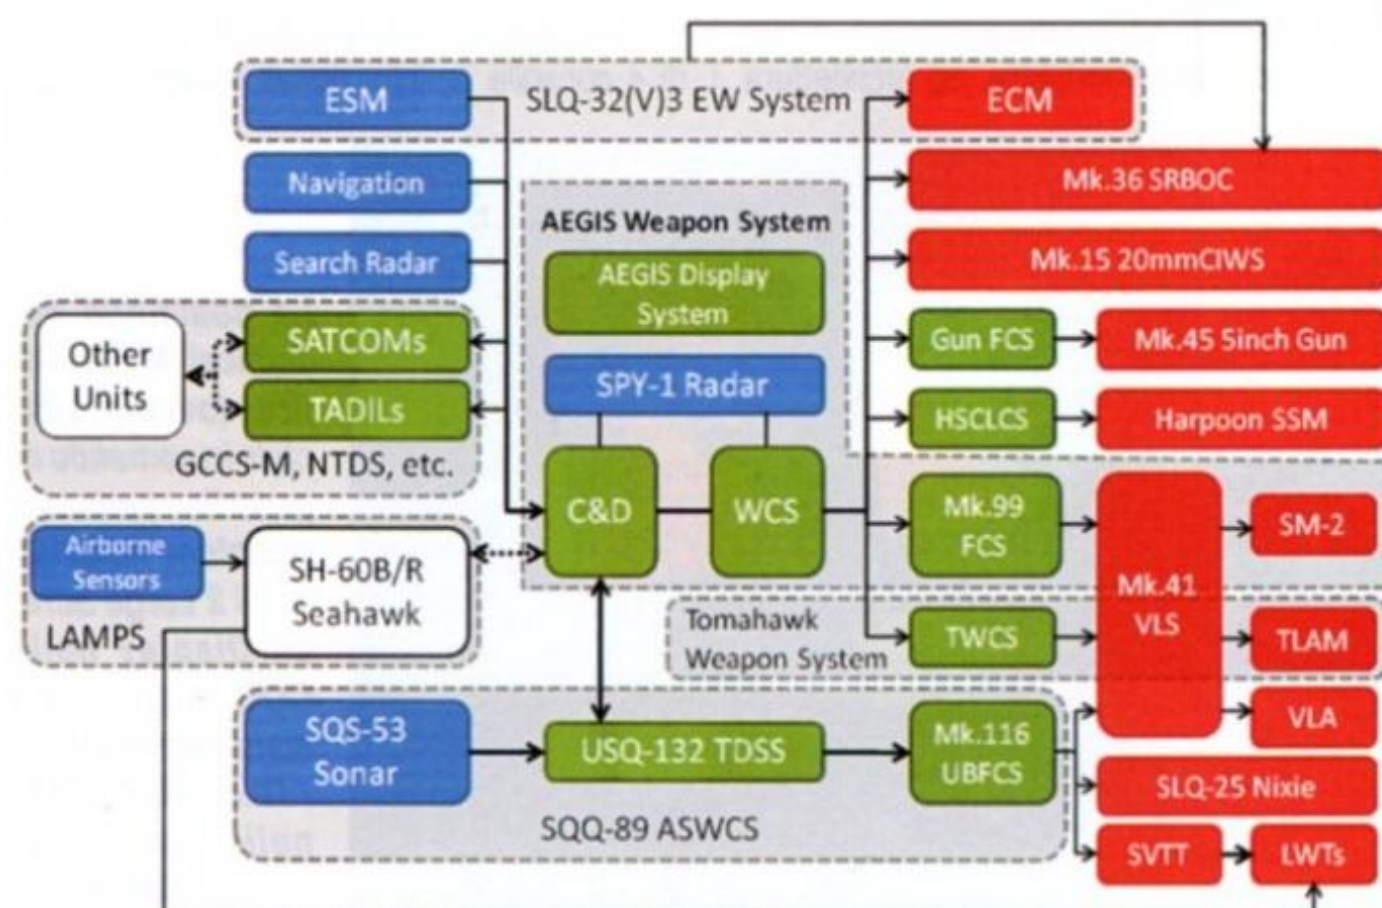 ESM
SLQ-32(V)3 EW System
ECM
Navigation
Mk.36 SRBOC
AEGIS Weapon System
Search Radar
Mk.15 20mmCIWS
AEGIS Display
System
Other
Units
SATCOMs
Gun FCS
Mk.45 5inch Gun
SPY-1 Radar
TADILs
HSCLCS
Harpoon SSM
GCCS-M, NTDS, etc.
C&D
WCS
Mk.99
FCS
SM-2
Airborne
Sensors
SH-60B/R
Seahawk
LAMPS
Mk.41
VLS
Tomahawk
Weapon System
TWCS
TLAM
SQS-53
Sonar
USQ-132 TDSS
Mk.116
UBFCS
VLA
SLQ-25 Nixie
SQQ-89 ASWCS
SVTT
LWTs